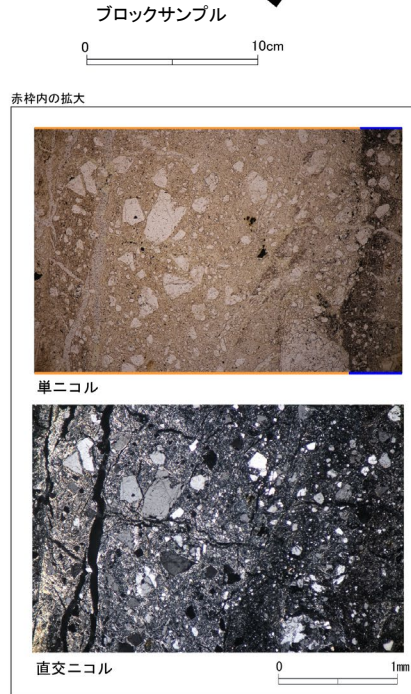 ブロックサンプル
0 10cm
赤枠内の拡大
単ニコル
直交ニコル
0 1mm